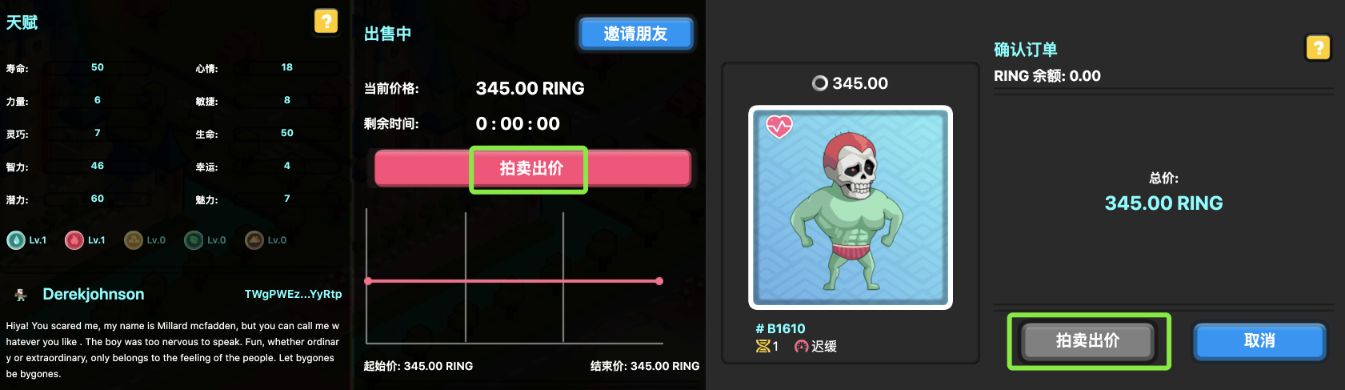 天赋
?
寿命: 50 心情: 18
力量: 6 敏捷: 8
灵巧: 7 生命: 50
智力: 46 幸运: 4
潜力: 60 魅力: 7
Lv.1 Lv.1 Lv.0 Lv.0 Lv.0
Derekjohnson TWgPWEz...YyRtp
Hiya! You scared me, my name is Millard mcfadden, but you can call me w
hatever you like . The boy was too nervous to speak. Fun, whether ordinar
y or extraordinary, only belongs to the feeling of the people. Let bygones
be bygones.
出售中 邀请朋友
当前价格: 345.00 RING
剩余时间: 0 : 00 : 00
拍卖出价
起始价: 345.00 RING 结束价: 345.00 RING
345.00
# B1610
1 迟缓
确认订单 ?
RING 余额: 0.00
总价:
345.00 RING
拍卖出价 取消